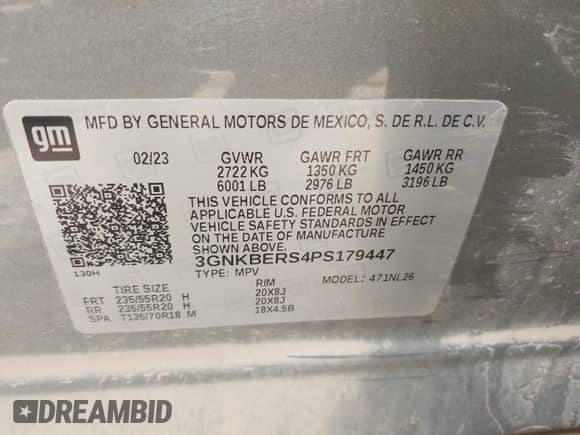 gm
MFD BY GENERAL MOTORS DE MEXICO, S. DE R.L. DE C.V.
02/23 GVWR GAWR FRT GAWR RR
2722 KG 1350 KG 1450 KG
6001 LB 2976 LB 3196 LB
THIS VEHICLE CONFORMS TO ALL
APPLICABLE U.S. FEDERAL MOTOR
VEHICLE SAFETY STANDARDS IN EFFECT
ON THE DATE OF MANUFACTURE
SHOWN ABOVE.
3GNKBERS4PS179447
130H TYPE: MPV MODEL: 471NL26
TIRE SIZE RIM
FRT 235/55R20 H 20X8J
RR 235/55R20 H 20X8J
SPA T135/70R18 M 18X4.5B
DREAMBID